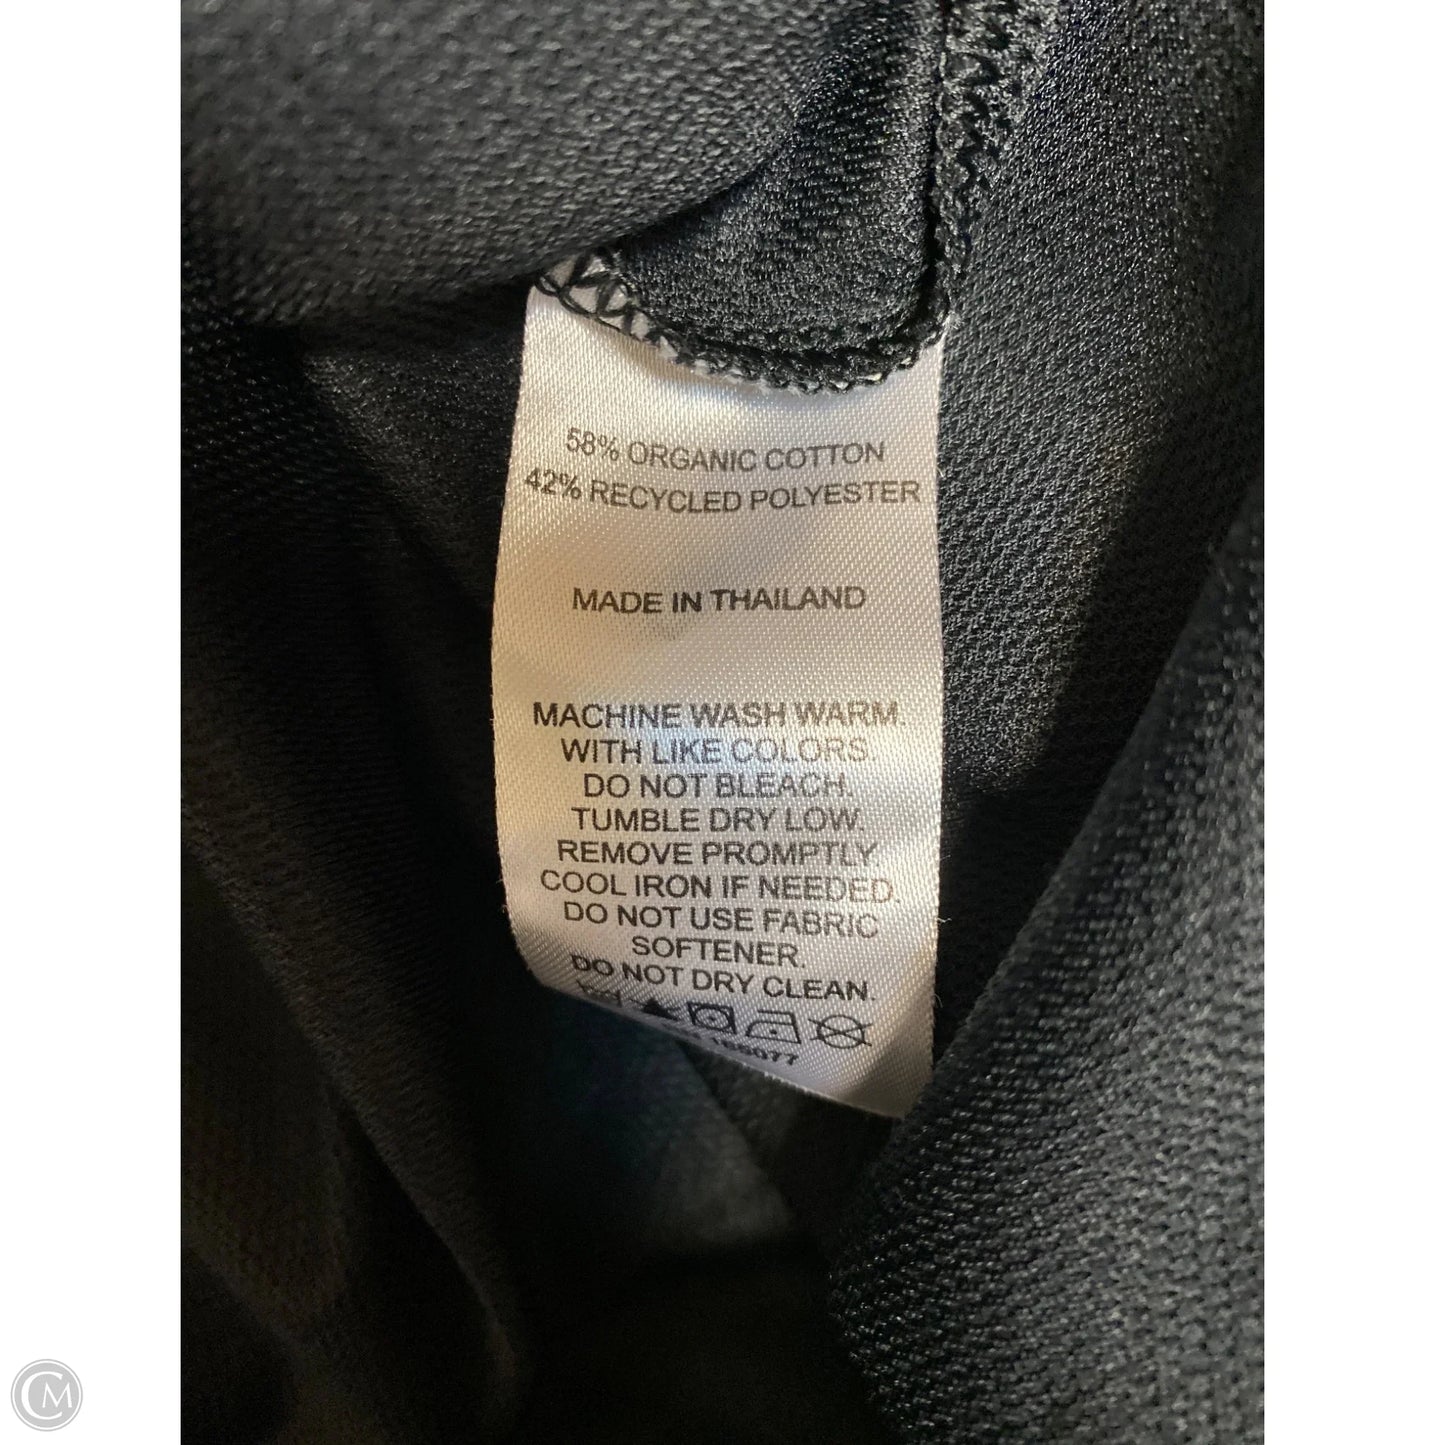 58% ORGANIC COTTON
42% RECYCLED POLYESTER
MADE IN THAILAND
MACHINE WASH WARM.
WITH LIKE COLORS.
DO NOT BLEACH.
TUMBLE DRY LOW.
REMOVE PROMPTLY
COOL IRON IF NEEDED.
DO NOT USE FABRIC
SOFTENER.
DO NOT DRY CLEAN.
CM